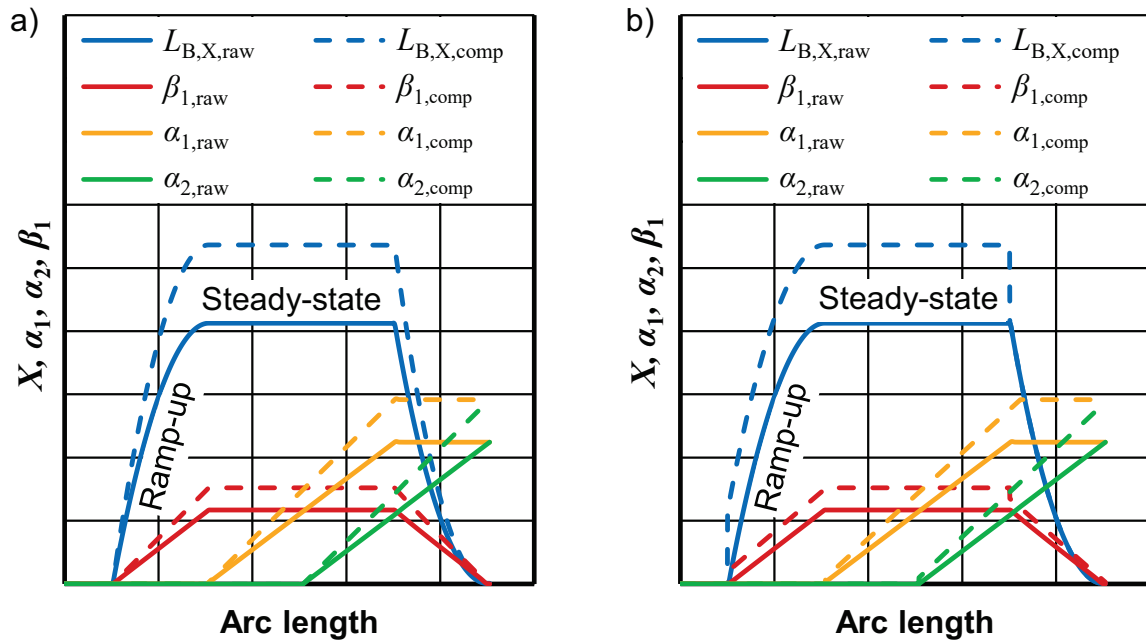 a)
L_B,X,raw L_B,X,comp
β_1,raw β_1,comp
α_1,raw α_1,comp
α_2,raw α_2,comp
X, α_1, α_2, β_1
Steady-state
Ramp-up
Arc length
b)
L_B,X,raw L_B,X,comp
β_1,raw β_1,comp
α_1,raw α_1,comp
α_2,raw α_2,comp
X, α_1, α_2, β_1
Steady-state
Ramp-up
Arc length